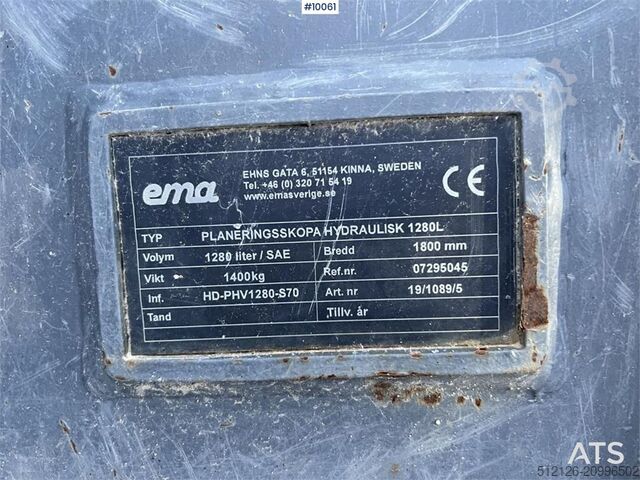 #10061
ema
EHNS GATA 6, 51154 KINNA, SWEDEN
Tel. +46 (0) 320 71 54 19
www.emasverige.se
CE
TYP PLANERINGSSKOPA HYDRAULISK 1280L
Volym 1280 liter / SAE Bredd 1800 mm
Vikt 1400kg Ref.nr. 07295045
Inf. HD-PHV1280-S70 Art. nr 19/1089/5
Tand Tillv. år
ATS
512126-20996502